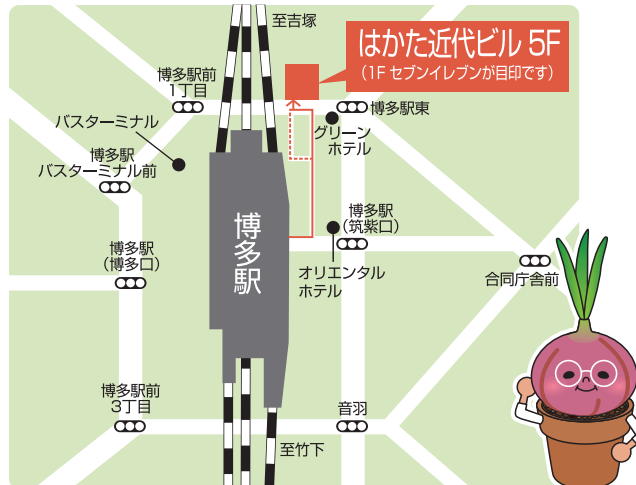 至吉塚
はかた近代ビル 5F
(1F セブンイレブンが目印です)
博多駅前
1丁目
博多駅東
バスターミナル
グリーン
ホテル
博多駅
バスターミナル前
博多駅
博多駅
(筑紫口)
博多駅
(博多口)
オリエンタル
ホテル
合同庁舎前
博多駅前
3丁目
音羽
至竹下